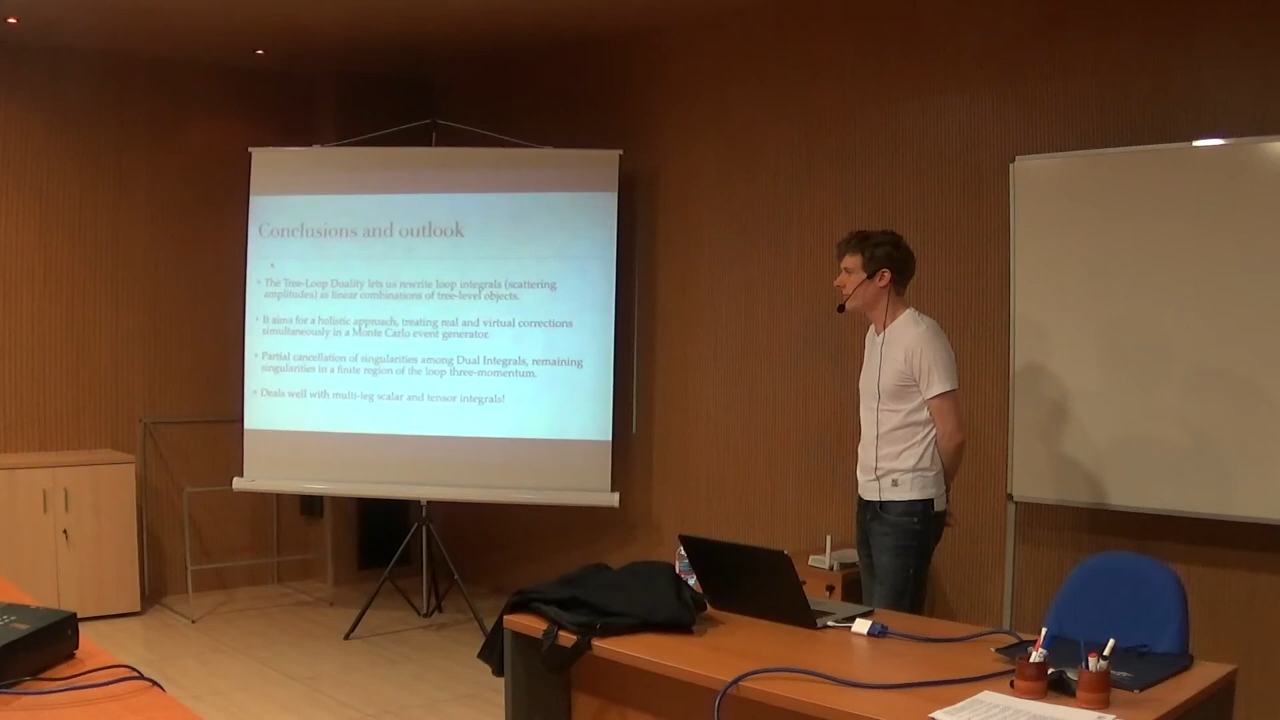 Conclusions and outlook
The Tree-Loop Duality lets us rewrite loop integrals (scattering
amplitudes) as linear combinations of tree-level objects.
It aims for a holistic approach, treating real and virtual corrections
simultaneously in a Monte Carlo event generator.
Partial cancellation of singularities among Dual Integrals, remaining
singularities in a finite region of the loop three-momentum.
Deals well with multi-leg scalar and tensor integrals!